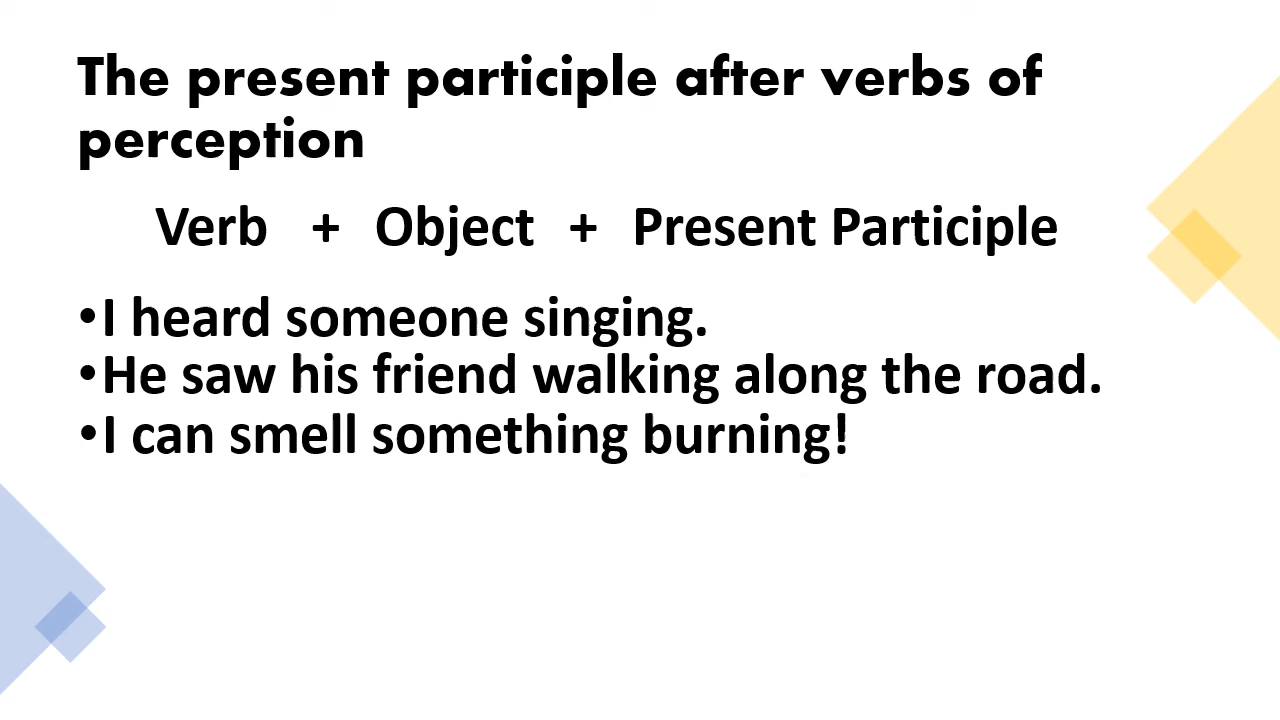 The present participle after verbs of
perception
Verb + Object + Present Participle
•I heard someone singing.
•He saw his friend walking along the road.
•I can smell something burning!